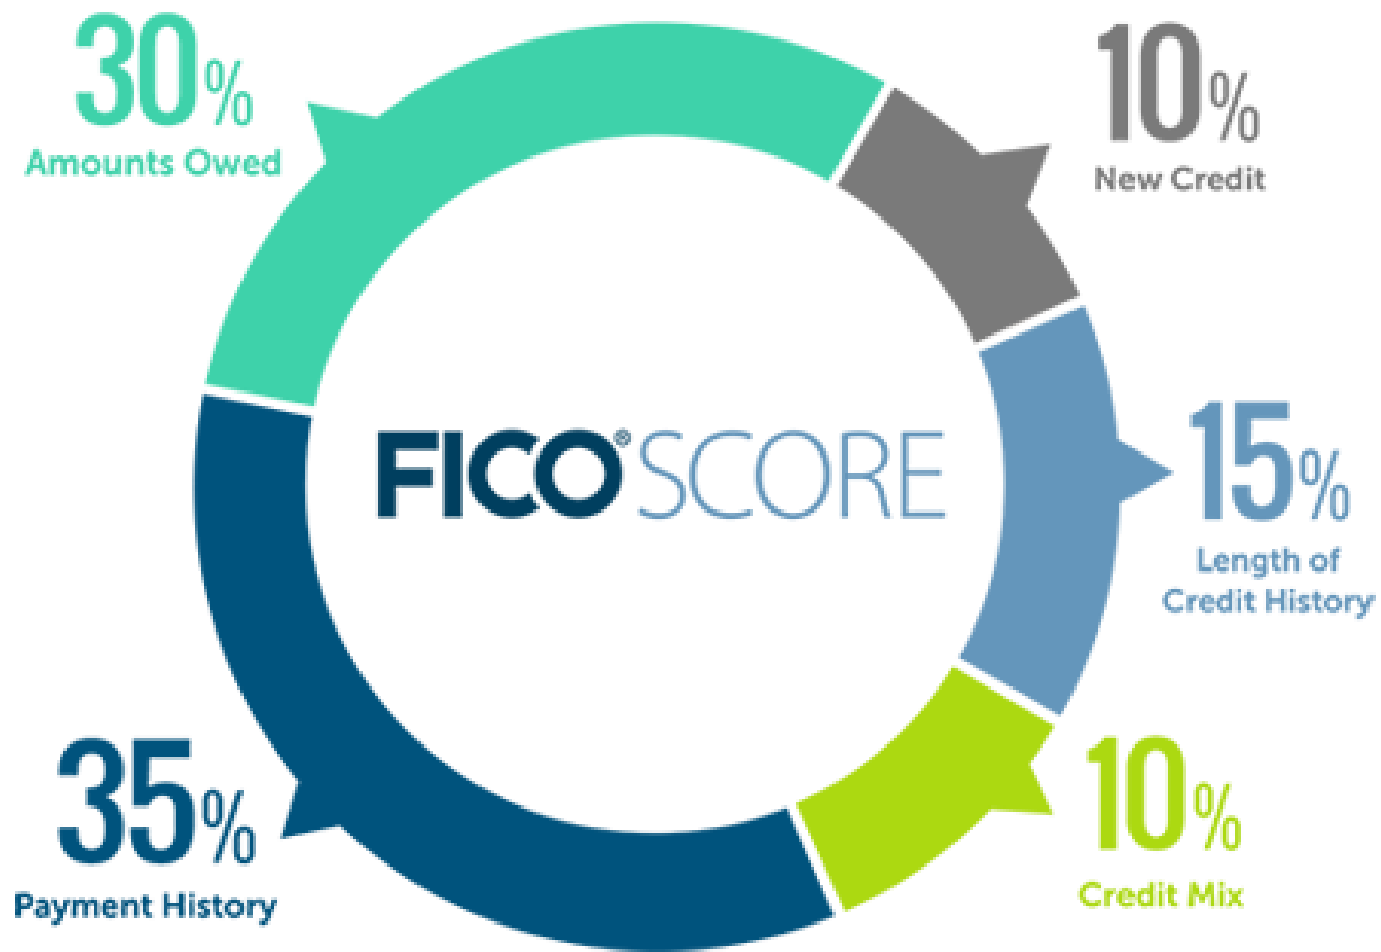 30%
Amounts Owed
10%
New Credit
FICO® SCORE
15%
Length of
Credit History
35%
Payment History
10%
Credit Mix